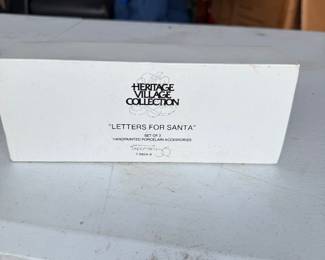 HERITAGE
VILLAGE
COLLECTION
"LETTERS FOR SANTA"
SET OF 3
HANDPAINTED PORCELAIN ACCESSORIES